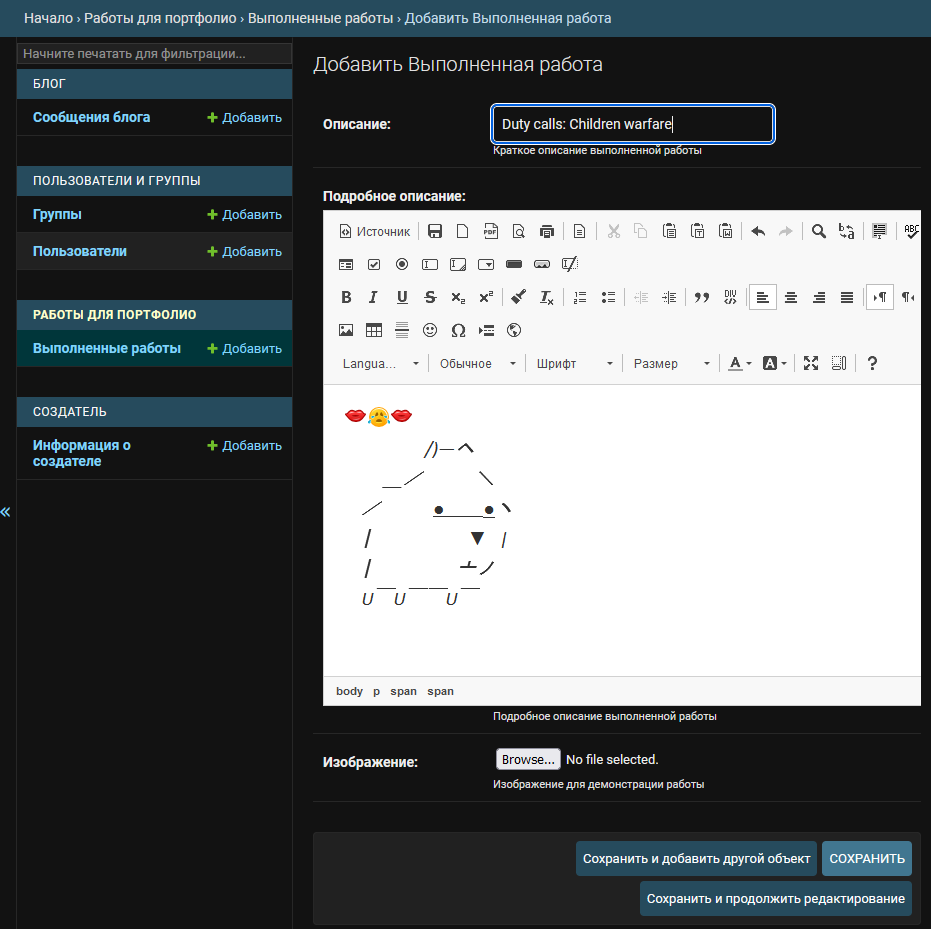 Начало › Работы для портфолио › Выполненные работы › Добавить Выполненная работа
Начните печатать для фильтрации...
БЛОГ
Сообщения блога + Добавить
ПОЛЬЗОВАТЕЛИ И ГРУППЫ
Группы + Добавить
Пользователи + Добавить
РАБОТЫ ДЛЯ ПОРТФОЛИО
Выполненные работы + Добавить
СОЗДАТЕЛЬ
Информация о + Добавить
создателе
«
Добавить Выполненная работа
Описание:
Duty calls: Children warfare
Краткое описание выполненной работы
Подробное описание:
Источник
Langua... Обычное Шрифт Размер
U U U
body p span span
Подробное описание выполненной работы
Изображение:
Browse... No file selected.
Изображение для демонстрации работы
Сохранить и добавить другой объект
СОХРАНИТЬ
Сохранить и продолжить редактирование